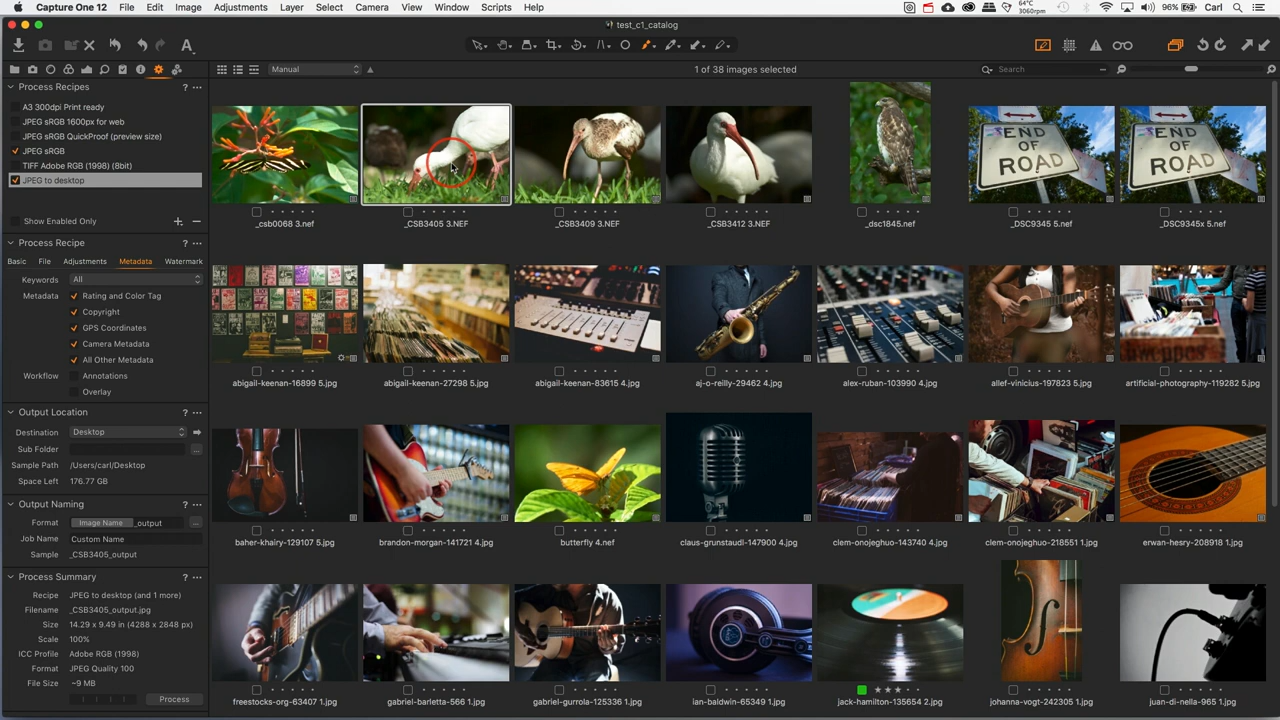 Capture One 12 File Edit Image Adjustments Layer Select Camera View Window Scripts Help
64°C
3060rpm
96%
Carl
test_c1_catalog
Manual
1 of 38 images selected
Search
Process Recipes
A3 300dpi Print ready
JPEG sRGB 1600px for web
JPEG sRGB QuickProof (preview size)
JPEG sRGB
TIFF Adobe RGB (1998) (8bit)
JPEG to desktop
Show Enabled Only
Process Recipe
Basic File Adjustments Metadata Watermark
Keywords All
Metadata Rating and Color Tag
Copyright
GPS Coordinates
Camera Metadata
All Other Metadata
Workflow Annotations
Overlay
Output Location
Destination Desktop
Sub Folder
Sample Path /Users/carl/Desktop
Space Left 176.77 GB
Output Naming
Format Image Name _output
Job Name Custom Name
Sample _CSB3405_output
Process Summary
Recipe JPEG to desktop (and 1 more)
Filename _CSB3405_output.jpg
Size 14.29 x 9.49 in (4288 x 2848 px)
Scale 100%
ICC Profile Adobe RGB (1998)
Format JPEG Quality 100
File Size ~9 MB
Process
END
OF
ROAD
END
OF
ROAD
_csb0068 3.nef _CSB3405 3.NEF _CSB3409 3.NEF _CSB3412 3.NEF _dsc1845.nef _DSC9345 5.nef _DSC9345x 5.nef
abigail-keenan-16899 5.jpg abigail-keenan-27298 5.jpg abigail-keenan-83615 4.jpg aj-o-reilly-29462 4.jpg alex-ruban-103990 4.jpg allef-vinicius-197823 5.jpg artificial-photography-119282 5.jpg
baher-khairy-129107 5.jpg brandon-morgan-141721 4.jpg butterfly 4.nef claus-grunstaudl-147900 4.jpg clem-onojeghuo-143740 4.jpg clem-onojeghuo-218551 1.jpg erwan-hesry-208918 1.jpg
freestocks-org-63407 1.jpg gabriel-barletta-566 1.jpg gabriel-gurrola-125336 1.jpg ian-baldwin-65349 1.jpg jack-hamilton-135654 2.jpg johanna-vogt-242305 1.jpg juan-di-nella-965 1.jpg